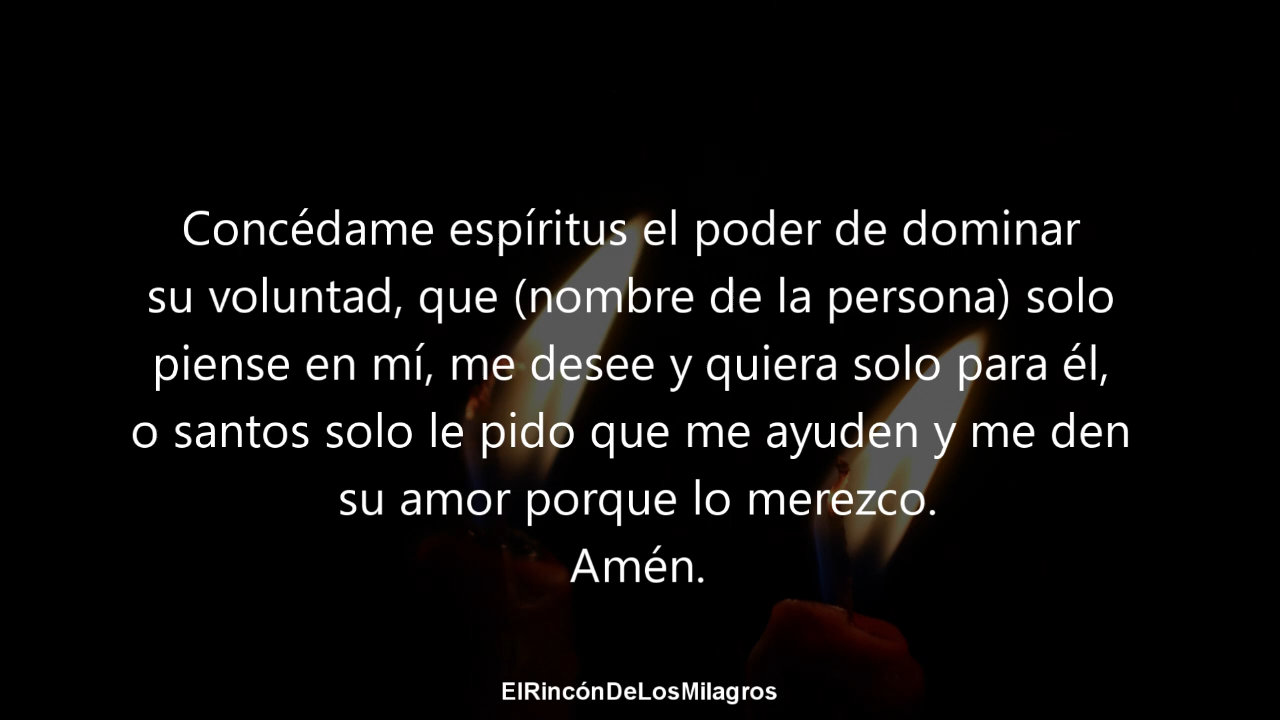 Concédame espíritus el poder de dominar
su voluntad, que (nombre de la persona) solo
piense en mí, me desee y quiera solo para él,
o santos solo le pido que me ayuden y me den
su amor porque lo merezco.
Amén.
ElRincónDeLosMilagros